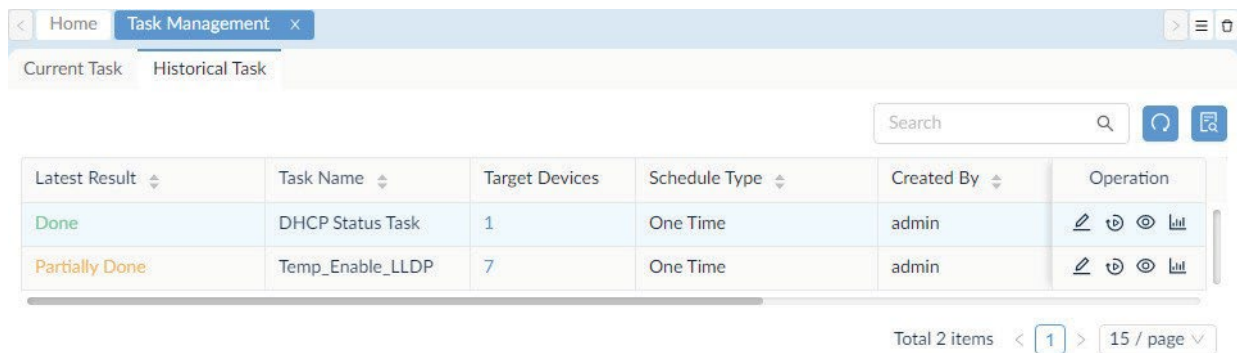 Home Task Management X
Current Task Historical Task
Search
Latest Result Task Name Target Devices Schedule Type Created By Operation
Done DHCP Status Task 1 One Time admin
Partially Done Temp_Enable_LLDP 7 One Time admin
Total 2 items < 1 > 15 / page